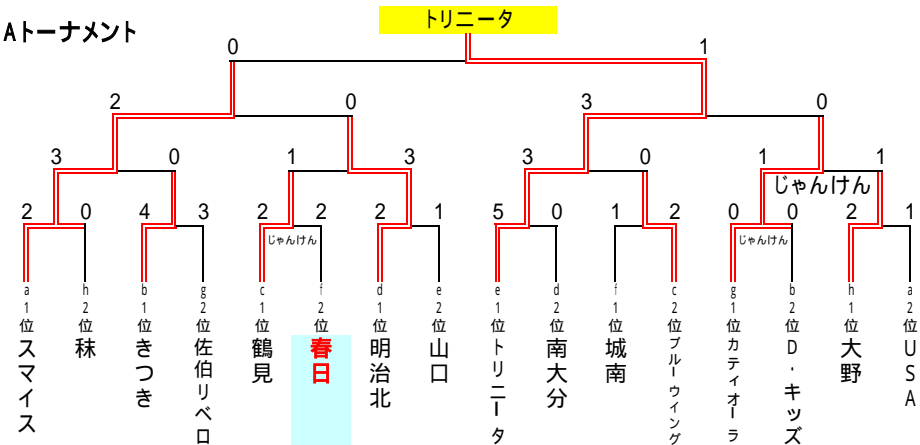 Aトーナメント
トリニータ
0 1
2 0 3 0
3 0 1 3 3 0 1 1
じゃんけん
2 0 4 3 2 2 2 1 5 0 1 2 0 0 2 1
じゃんけん じゃんけん
a1位スマイス
h2位秣
b1位きつき
g2位佐伯リベロ
c1位鶴見
f2位春日
d1位明治北
e2位山口
e1位トリニータ
d2位南大分
f1位城南
c2位ブルーウイング
g1位カティオーラ
b2位D・キッズ
h1位大野
a2位USA